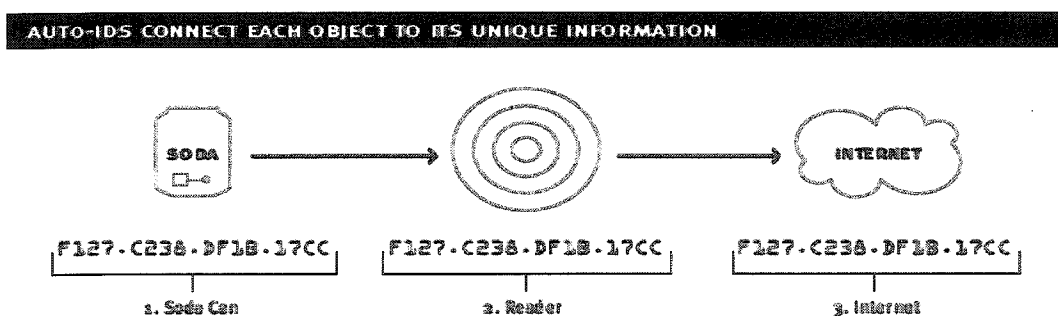 AUTO-IDS CONNECT EACH OBJECT TO ITS UNIQUE INFORMATION
SODA
INTERNET
F127.C238.DF1B.17CC F127.C238.DF1B.17CC F127.C238.DF1B.17CC
1. Soda Can 2. Reader 3. Internet